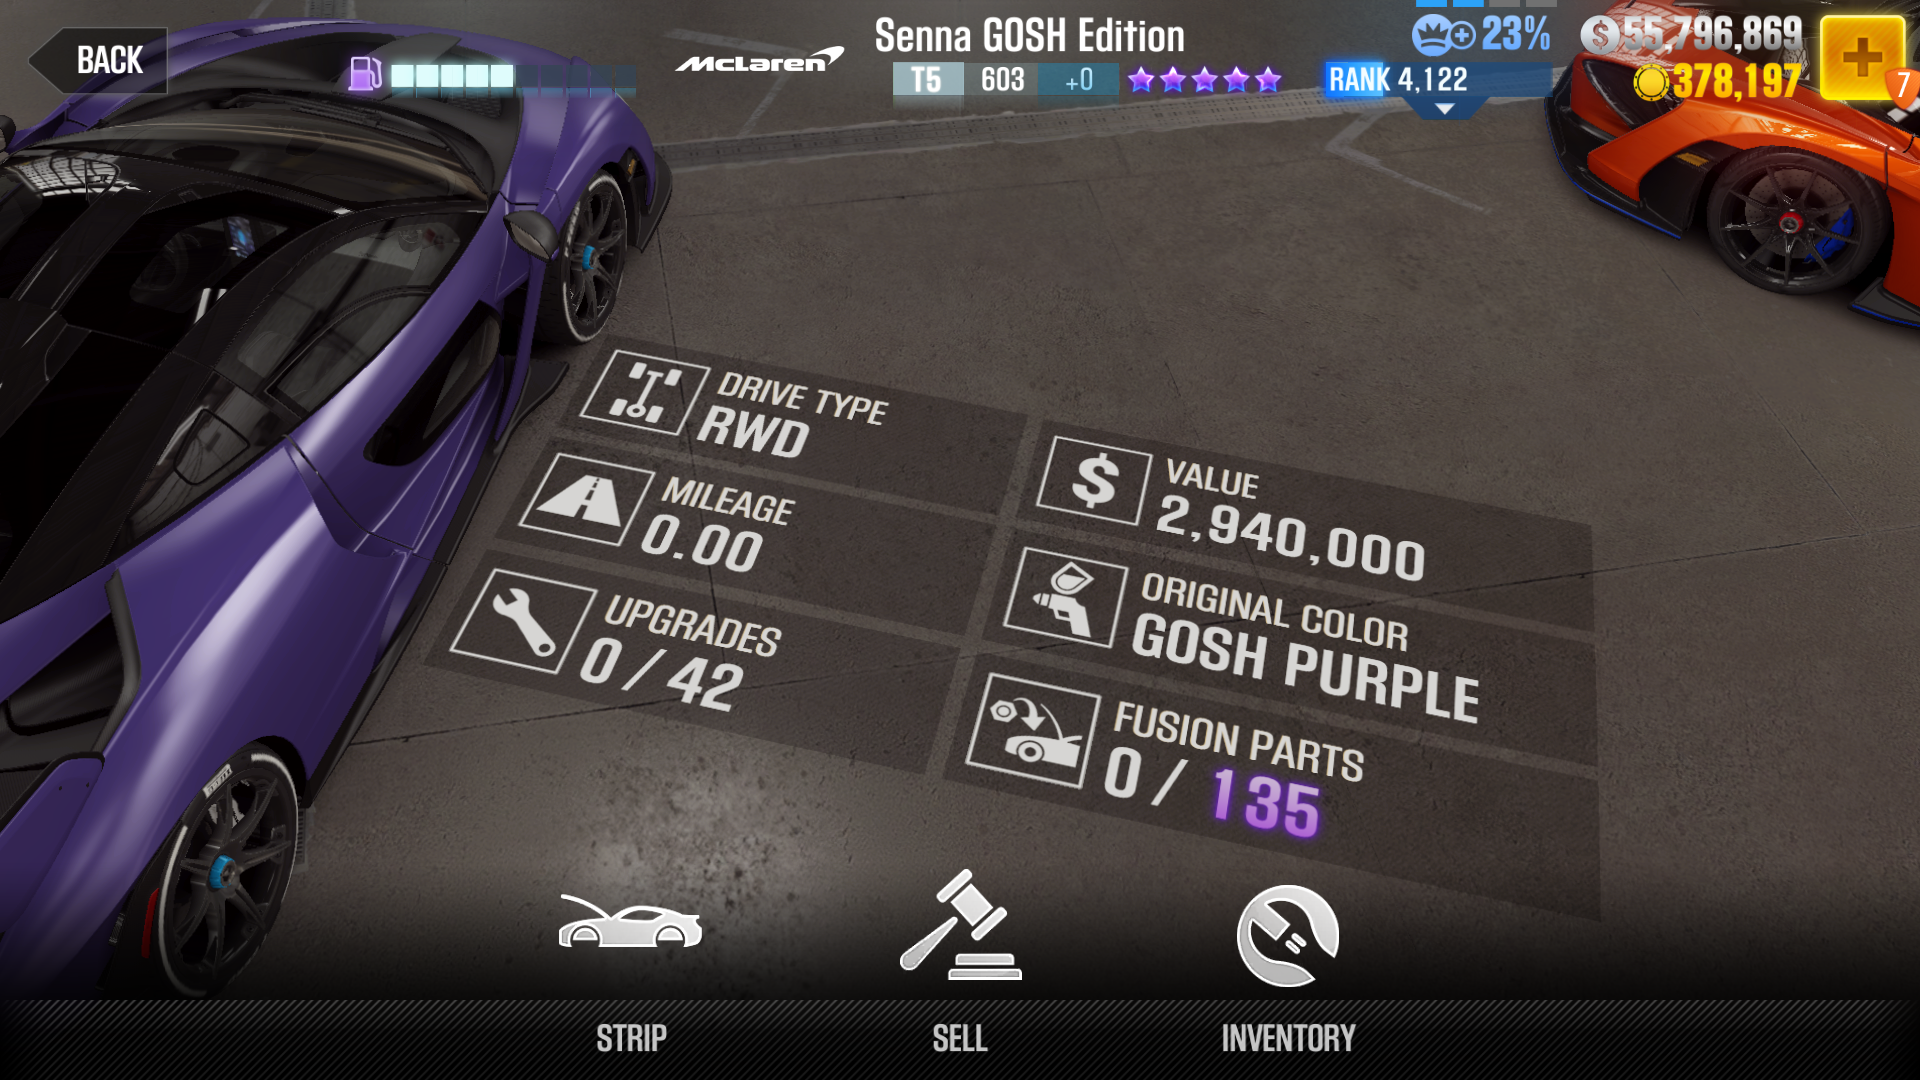 BACK
McLaren
Senna GOSH Edition
T5 603 +0
23%
RANK 4,122
55,796,869
378,197
7
DRIVE TYPE
RWD
MILEAGE
0.00
UPGRADES
0 / 42
VALUE
2,940,000
ORIGINAL COLOR
GOSH PURPLE
FUSION PARTS
0 / 135
STRIP
SELL
INVENTORY